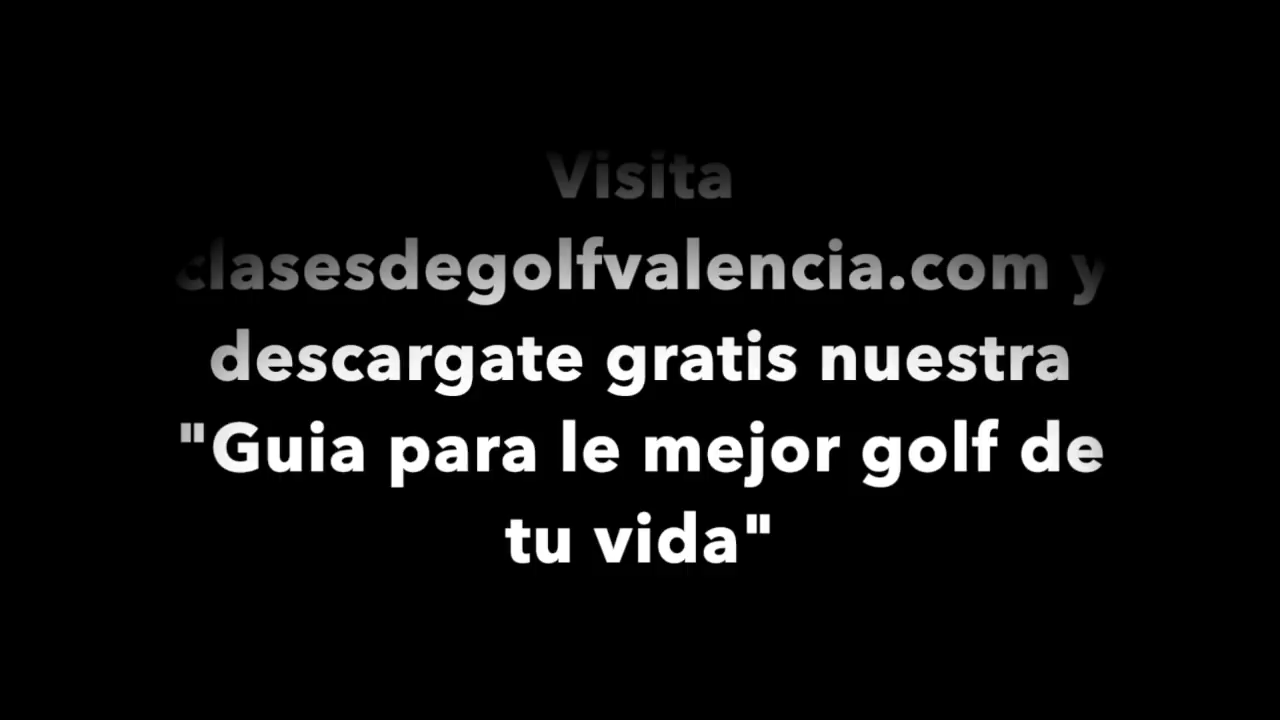 Visita
clasesdegolfvalencia.com y
descargate gratis nuestra
"Guia para le mejor golf de
tu vida"